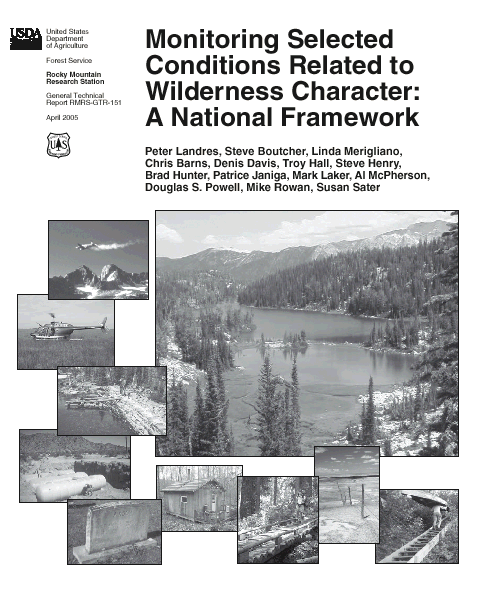 USDA
United States
Department
of Agriculture
Forest Service
Rocky Mountain
Research Station
General Technical
Report RMRS-GTR-151
April 2005
Monitoring Selected
Conditions Related to
Wilderness Character:
A National Framework
Peter Landres, Steve Boutcher, Linda Merigliano,
Chris Barns, Denis Davis, Troy Hall, Steve Henry,
Brad Hunter, Patrice Janiga, Mark Laker, Al McPherson,
Douglas S. Powell, Mike Rowan, Susan Sater